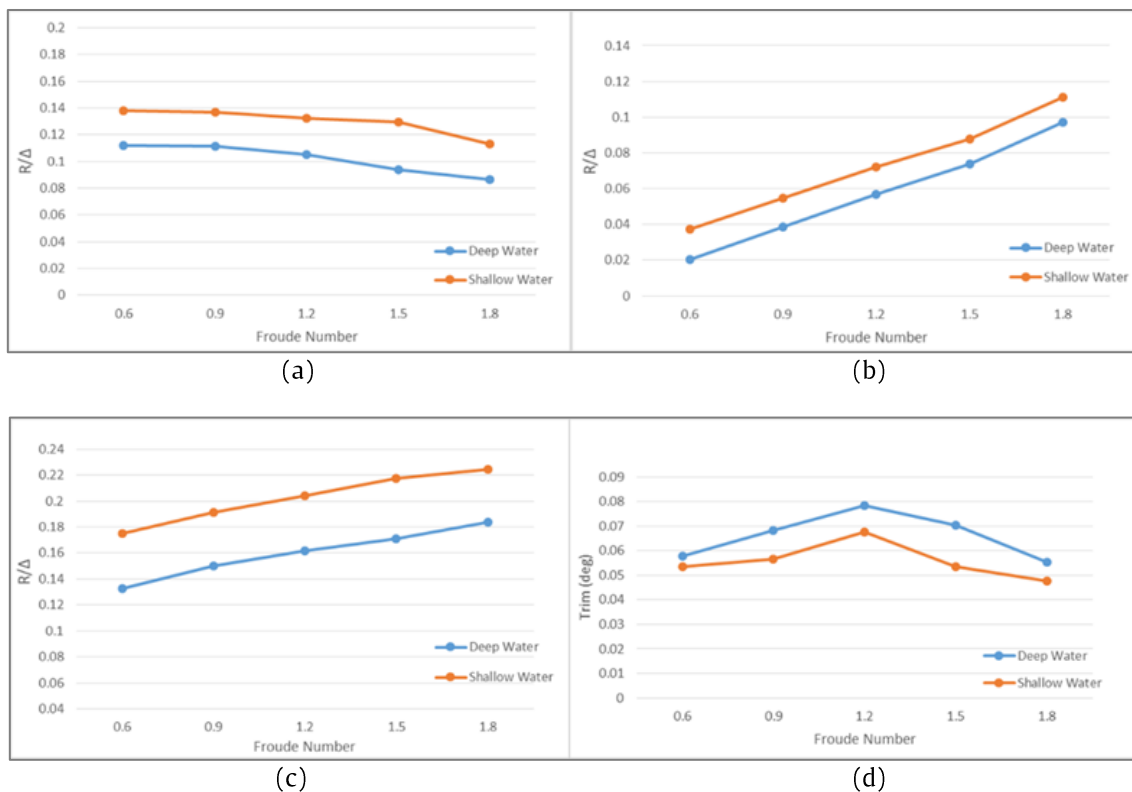 0.2
0.18
0.16
0.14
0.12
0.1
0.08
0.06
0.04
0.02
0
R/Δ
Deep Water
Shallow Water
0.6 0.9 1.2 1.5 1.8
Froude Number
(a)
0.14
0.12
0.1
0.08
0.06
0.04
0.02
0
R/Δ
Deep Water
Shallow Water
0.6 0.9 1.2 1.5 1.8
Froude Number
(b)
0.24
0.22
0.2
0.18
0.16
0.14
0.12
0.1
0.08
0.06
0.04
R/Δ
Deep Water
Shallow Water
0.6 0.9 1.2 1.5 1.8
Froude Number
(c)
0.09
0.08
0.07
0.06
0.05
0.04
0.03
0.02
0.01
0
Trim (deg)
Deep Water
Shallow Water
0.6 0.9 1.2 1.5 1.8
Froude Number
(d)